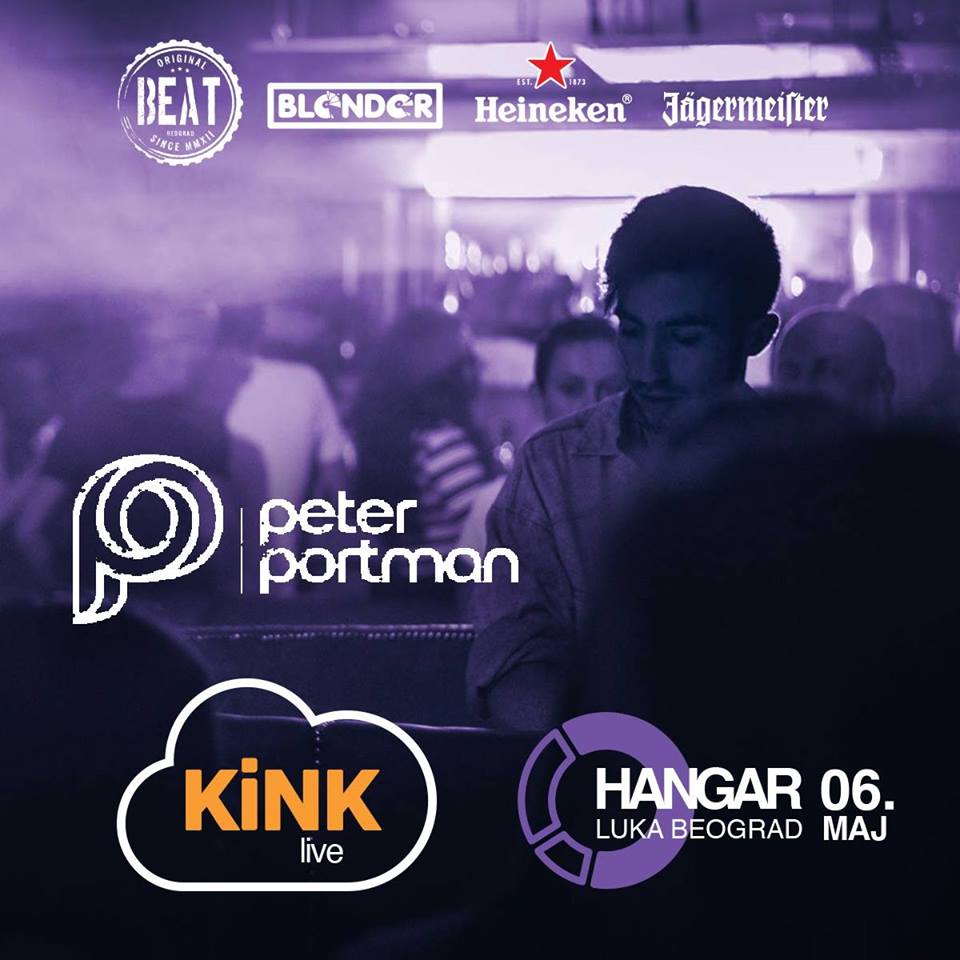 ORIGINAL
BEAT
BEOGRAD
SINCE MMXII
BLENDER
EST. 1873
Heineken®
Jägermeister
peter
portman
KiNK
live
HANGAR
LUKA BEOGRAD
06.
MAJ